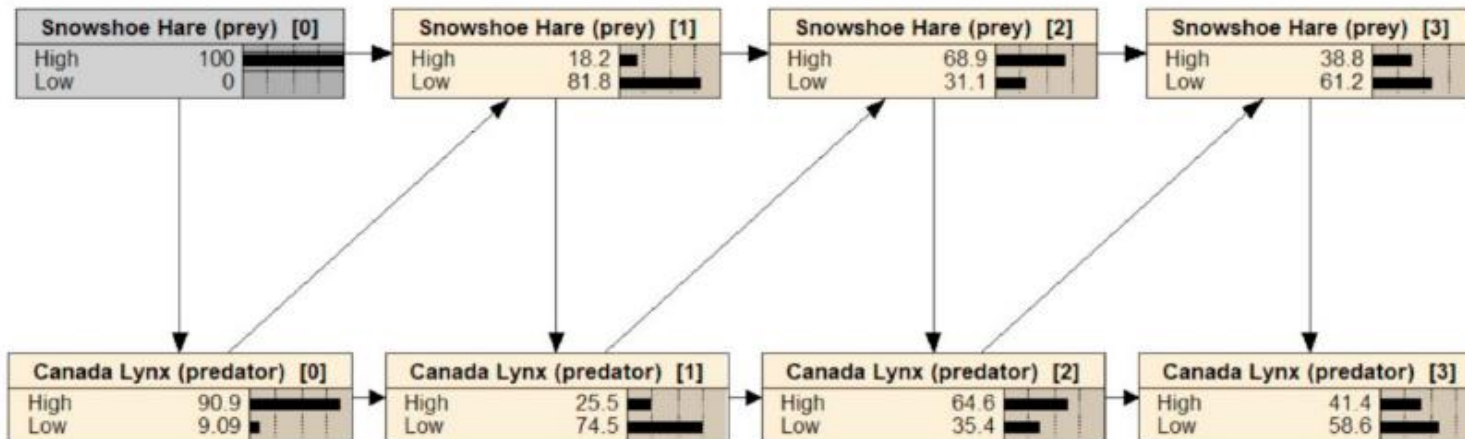 Snowshoe Hare (prey) [0]
High 100
Low 0
Snowshoe Hare (prey) [1]
High 18.2
Low 81.8
Snowshoe Hare (prey) [2]
High 68.9
Low 31.1
Snowshoe Hare (prey) [3]
High 38.8
Low 61.2
Canada Lynx (predator) [0]
High 90.9
Low 9.09
Canada Lynx (predator) [1]
High 25.5
Low 74.5
Canada Lynx (predator) [2]
High 64.6
Low 35.4
Canada Lynx (predator) [3]
High 41.4
Low 58.6